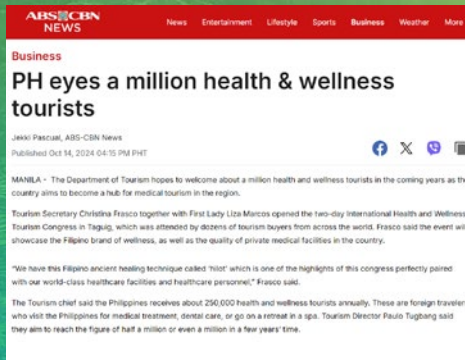 ABS CBN
NEWS
News Entertainment Lifestyle Sports Business Weather More
Business
PH eyes a million health & wellness
tourists
Jekki Pascual, ABS-CBN News
Published Oct 14, 2024 04:15 PM PHT
MANILA - The Department of Tourism hopes to welcome about a million health and wellness tourists in the coming years as the
country aims to become a hub for medical tourism in the region.
Tourism Secretary Christina Frasco together with First Lady Liza Marcos opened the two-day International Health and Wellness
Tourism Congress in Taguig, which was attended by dozens of tourism buyers from across the world. Frasco said the event will
showcase the Filipino brand of wellness, as well as the quality of private medical facilities in the country.
"We have this Filipino ancient healing technique called 'hilot' which is one of the highlights of this congress perfectly paired
with our world-class healthcare facilities and healthcare personnel," Frasco said.
The Tourism chief said the Philippines receives about 250,000 health and wellness tourists annually. These are foreign travelers
who visit the Philippines for medical treatment, dental care, or go on a retreat in a spa. Tourism Director Paulo Tugbang said
they aim to reach the figure of half a million or even a million in a few years' time.